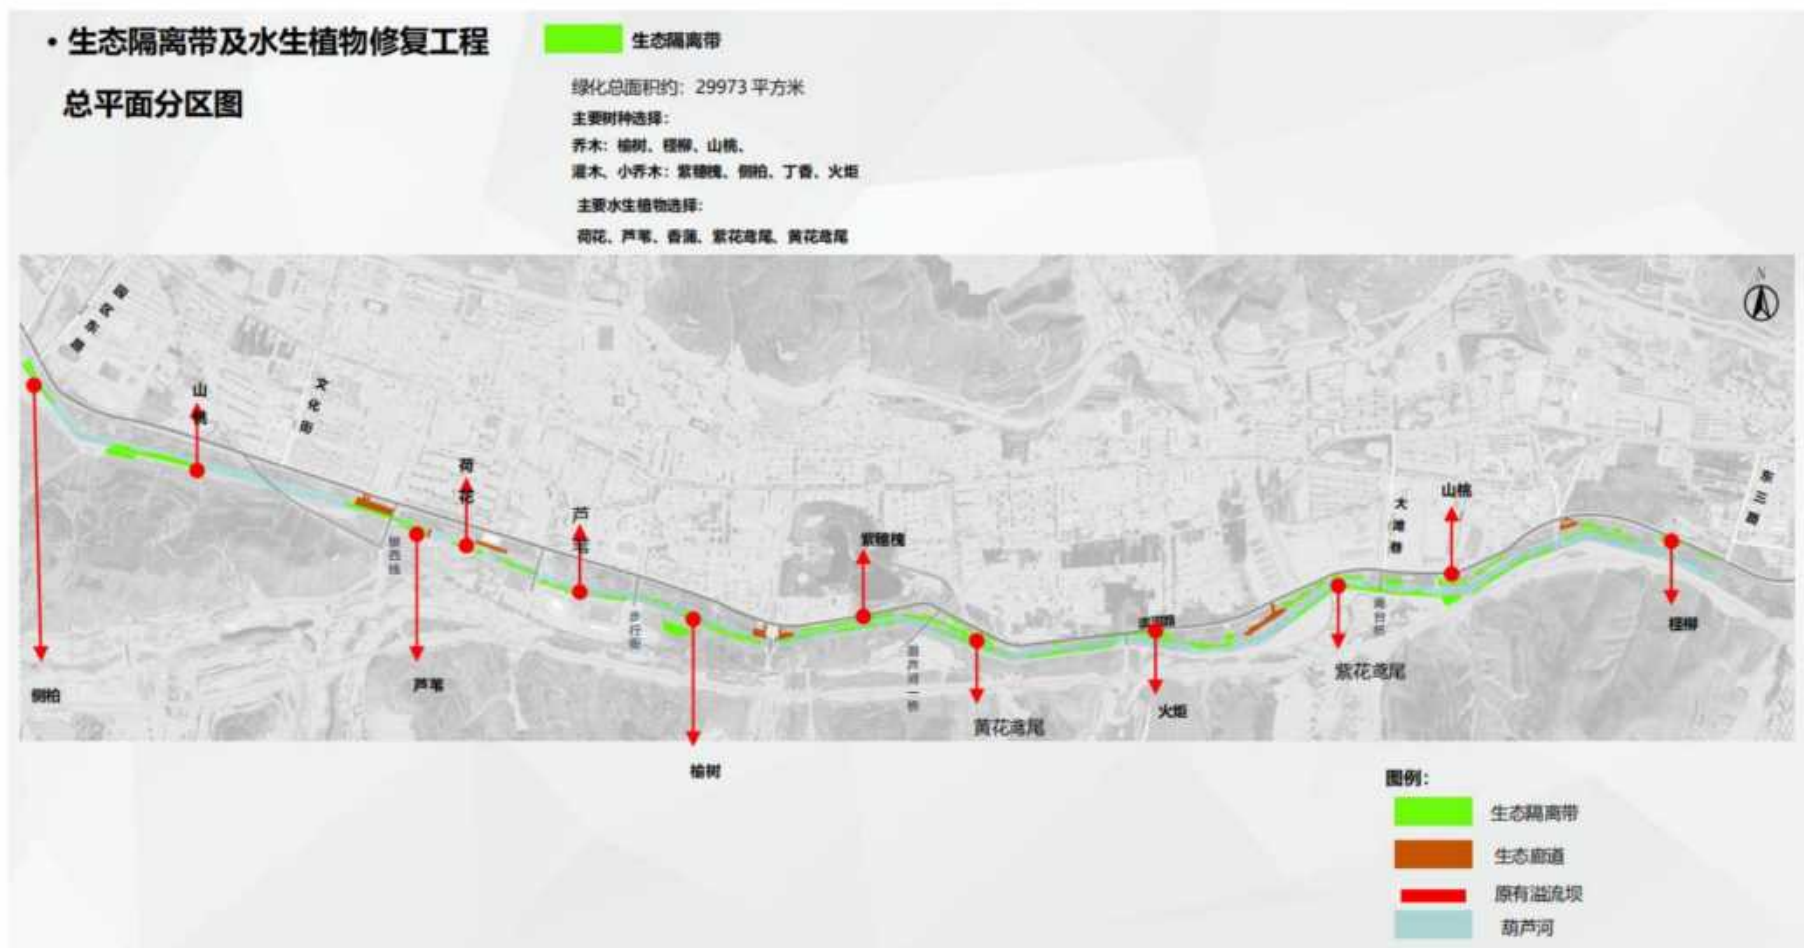 • 生态隔离带及水生植物修复工程
总平面分区图
生态隔离带
绿化总面积约：29973 平方米
主要树种选择：
乔木：榆树、柽柳、山桃、
灌木、小乔木：紫穗槐、侧柏、丁香、火炬
主要水生植物选择：
荷花、芦苇、香蒲、紫花鸢尾、黄花鸢尾
N
文化街
山桃
荷花
芦苇
紫穗槐
山桃
东三路
步行街
侧柏
芦苇
榆树
黄花鸢尾
火炬
紫花鸢尾
柽柳
图例：
生态隔离带
生态廊道
原有溢流坝
葫芦河